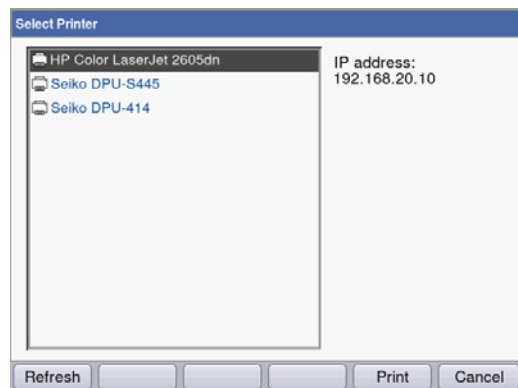 Select Printer
HP Color LaserJet 2605dn
Seiko DPU-S445
Seiko DPU-414
IP address:
192.168.20.10
Refresh
Print
Cancel